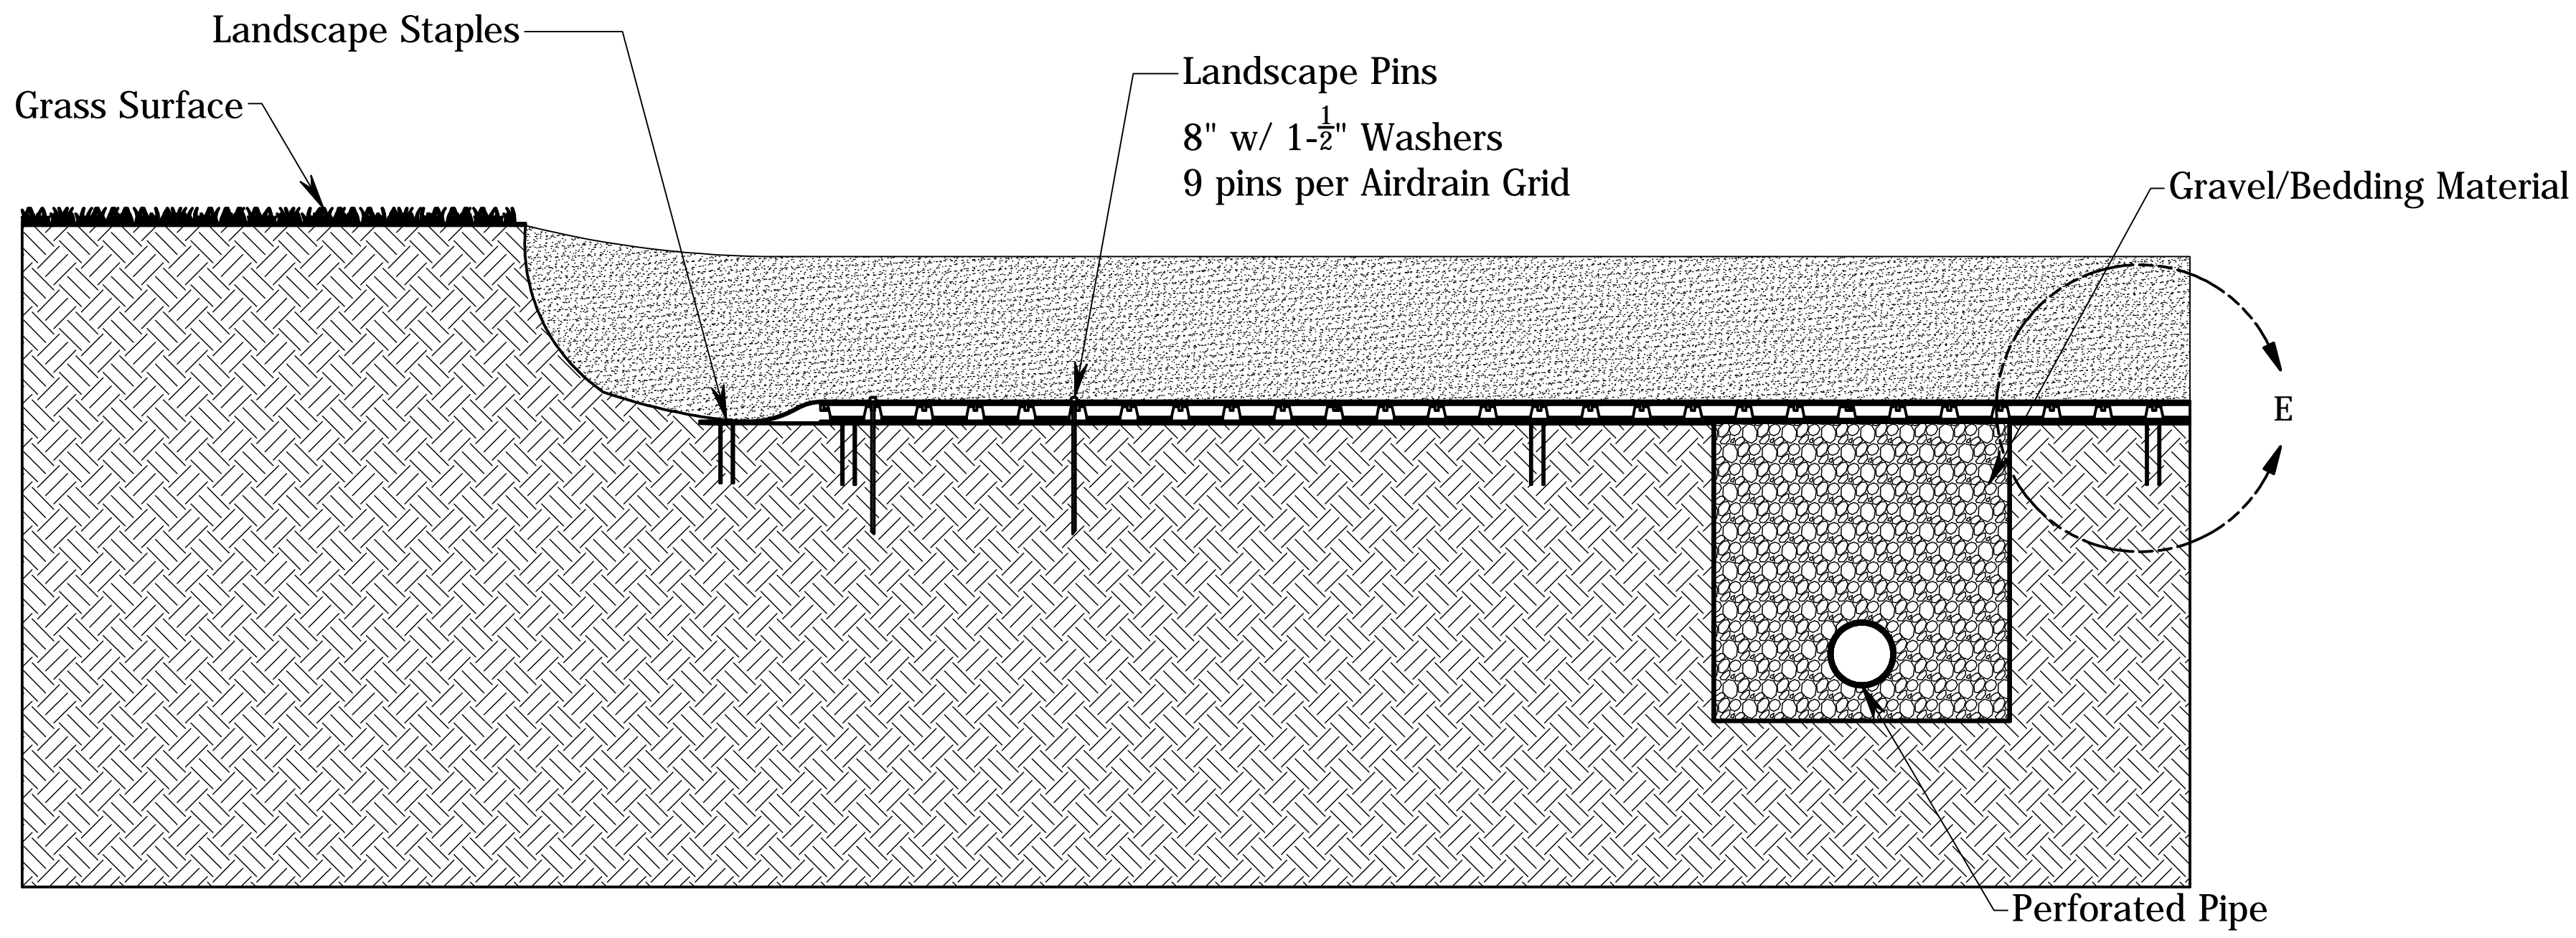 Landscape Staples
Grass Surface
Landscape Pins
8" w/ 1-1/2" Washers
9 pins per Airdrain Grid
Gravel/Bedding Material
E
Perforated Pipe